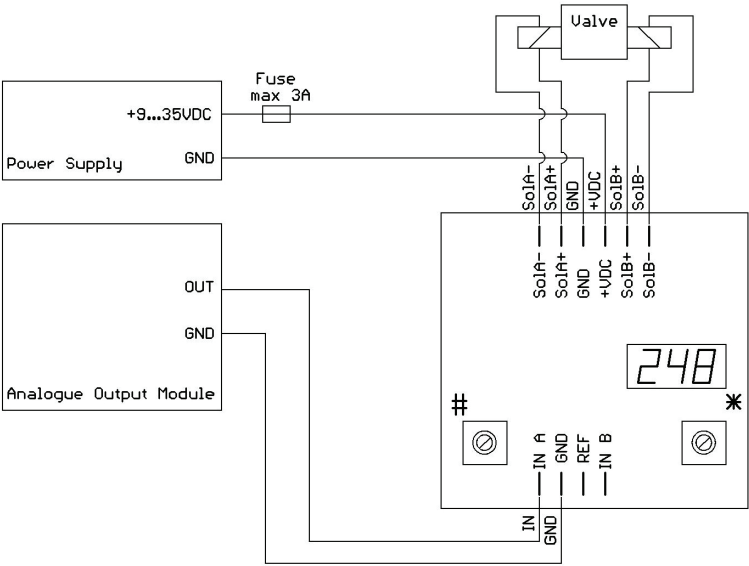 Valve
Fuse
max 3A
+9...35VDC
GND
Power Supply
SolA-
SolA+
GND
+VDC
SolB+
SolB-
SolA-
SolA+
GND
+VDC
SolB+
SolB-
OUT
GND
Analogue Output Module
248
#
*
IN A
GND
REF
IN B
IN
GND